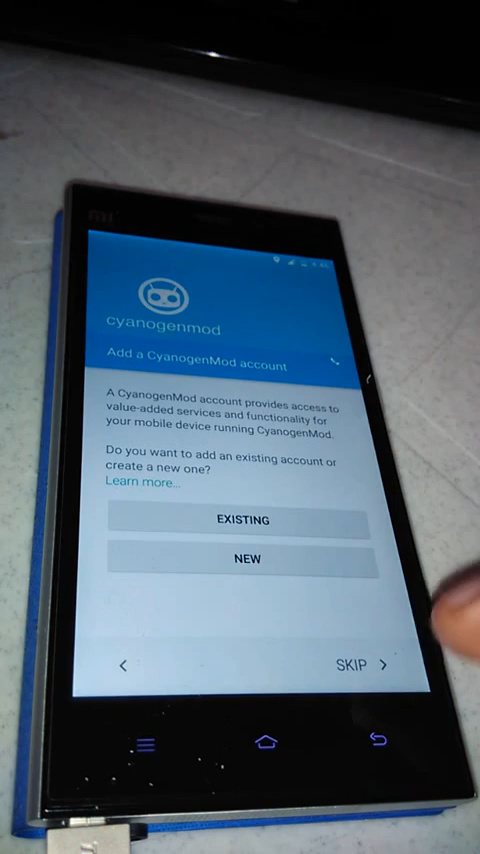 mi
cyanogenmod
Add a CyanogenMod account
A CyanogenMod account provides access to
value-added services and functionality for
your mobile device running CyanogenMod.
Do you want to add an existing account or
create a new one?
Learn more...
EXISTING
NEW
SKIP